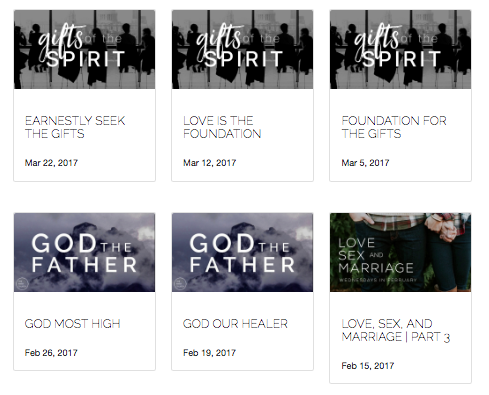 gifts of the
SPIRIT
EARNESTLY SEEK
THE GIFTS
Mar 22, 2017
gifts of the
SPIRIT
LOVE IS THE
FOUNDATION
Mar 12, 2017
gifts of the
SPIRIT
FOUNDATION FOR
THE GIFTS
Mar 5, 2017
GOD THE
FATHER
GOD MOST HIGH
Feb 26, 2017
GOD THE
FATHER
GOD OUR HEALER
Feb 19, 2017
LOVE
SEX AND
MARRIAGE
WEDNESDAYS IN FEBRUARY
LOVE, SEX, AND
MARRIAGE | PART 3
Feb 15, 2017